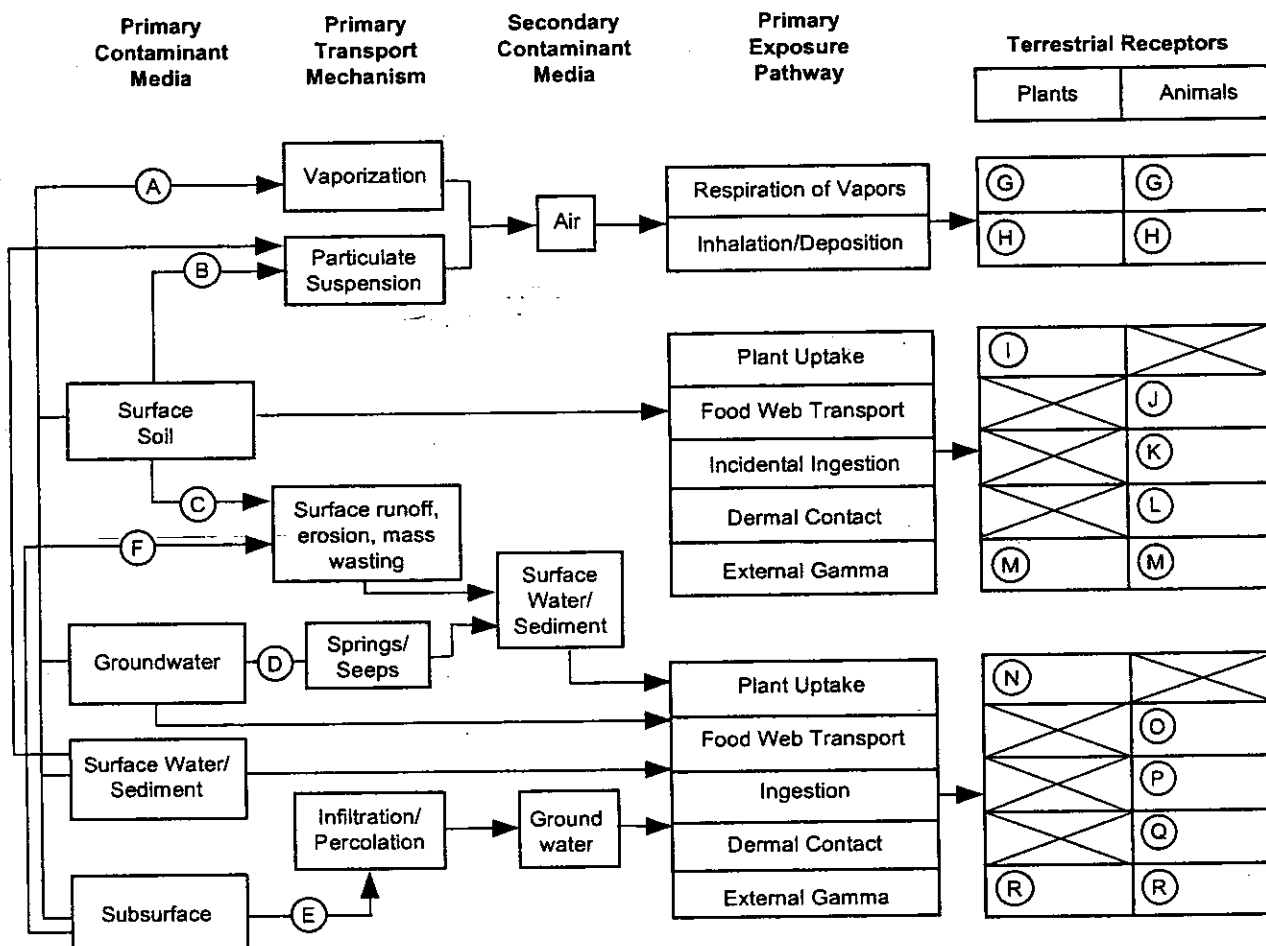 Primary
Contaminant
Media
Primary
Transport
Mechanism
Secondary
Contaminant
Media
Primary
Exposure
Pathway
Terrestrial Receptors
Plants
Animals
A
Vaporization
Particulate
Suspension
B
Air
Respiration of Vapors
Inhalation/Deposition
G
G
H
H
Surface
Soil
C
F
Surface runoff,
erosion, mass
wasting
Plant Uptake
Food Web Transport
Incidental Ingestion
Dermal Contact
External Gamma
I
J
K
L
M
M
Groundwater
D
Springs/
Seeps
Surface
Water/
Sediment
Surface Water/
Sediment
Infiltration/
Percolation
Ground
water
Subsurface
E
Plant Uptake
Food Web Transport
Ingestion
Dermal Contact
External Gamma
N
O
P
Q
R
R